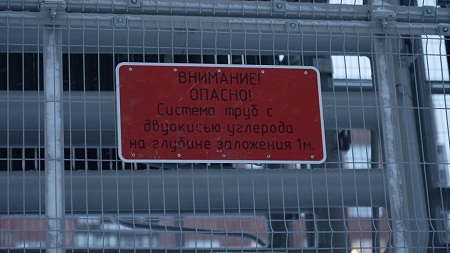 ВНИМАНИЕ!
ОПАСНО!
Система труб с
двуокисью углерода
на глубине заложения 1м.